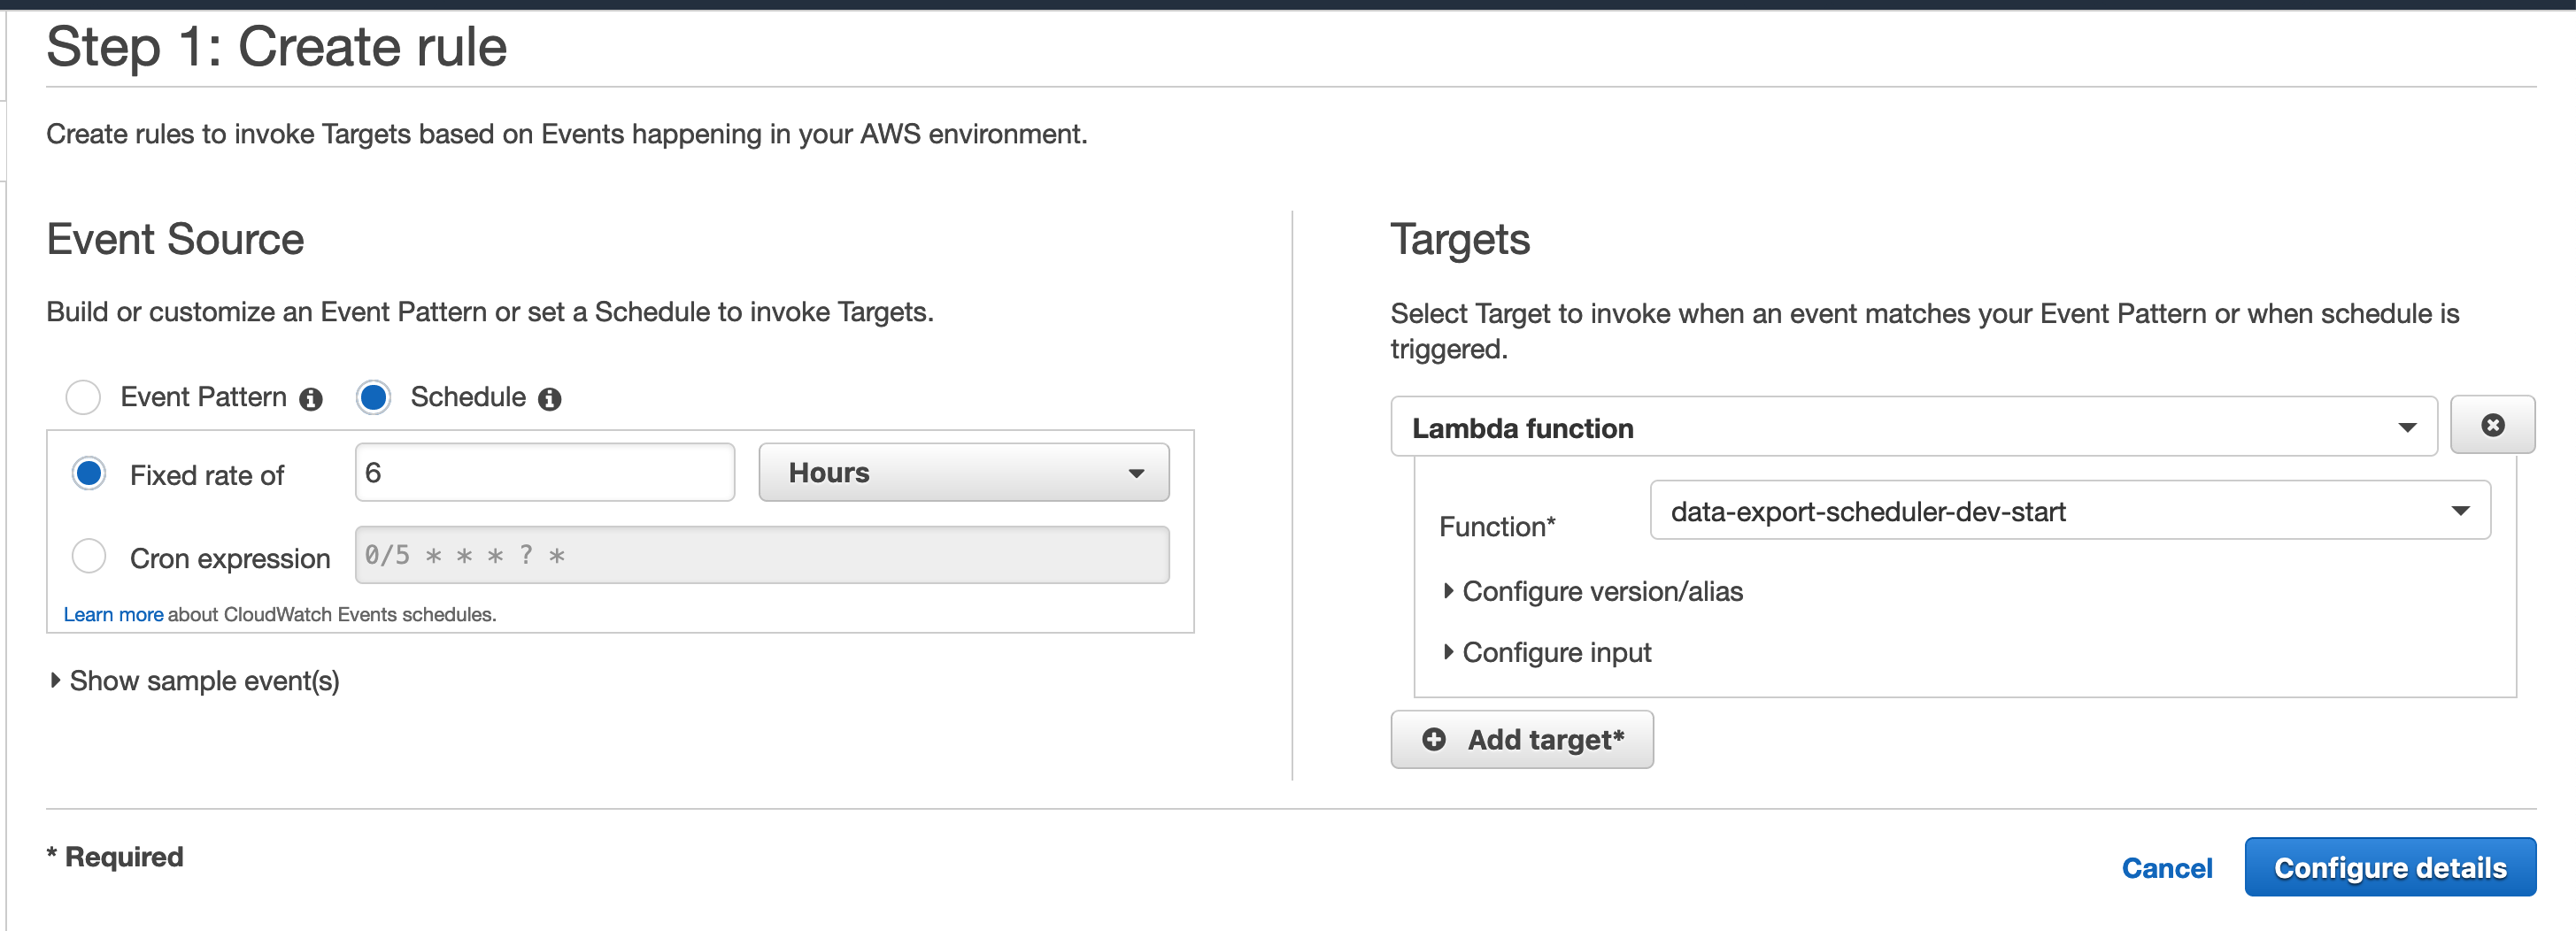 Step 1: Create rule
Create rules to invoke Targets based on Events happening in your AWS environment.
Event Source
Build or customize an Event Pattern or set a Schedule to invoke Targets.
Event Pattern Schedule
Fixed rate of 6 Hours
Cron expression 0/5 * * * ? *
Learn more about CloudWatch Events schedules.
Show sample event(s)
Targets
Select Target to invoke when an event matches your Event Pattern or when schedule is
triggered.
Lambda function
Function* data-export-scheduler-dev-start
Configure version/alias
Configure input
Add target*
* Required
Cancel Configure details